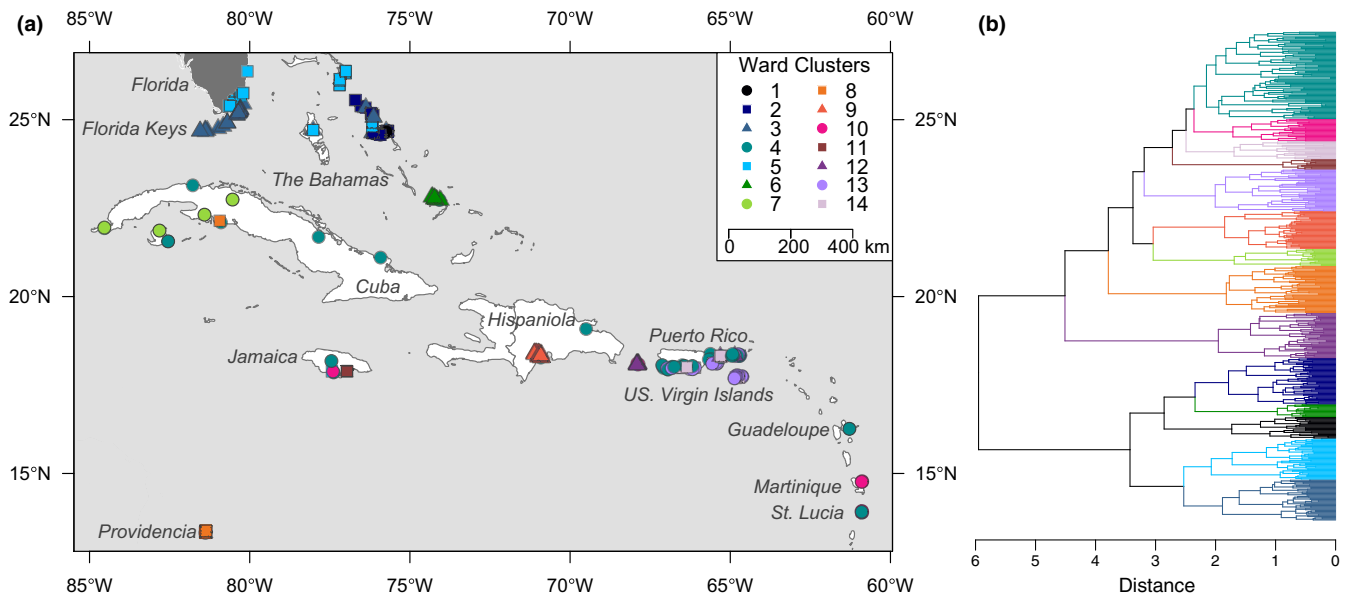 (a)
85°W 80°W 75°W 70°W 65°W 60°W
(b)
Florida
Florida Keys
The Bahamas
Cuba
Hispaniola
Jamaica
Puerto Rico
US. Virgin Islands
Guadeloupe
Martinique
St. Lucia
Providencia
Ward Clusters
1 8
2 9
3 10
4 11
5 12
6 13
7 14
0 200 400 km
25°N 25°N
20°N 20°N
15°N 15°N
85°W 80°W 75°W 70°W 65°W 60°W
6 5 4 3 2 1 0
Distance